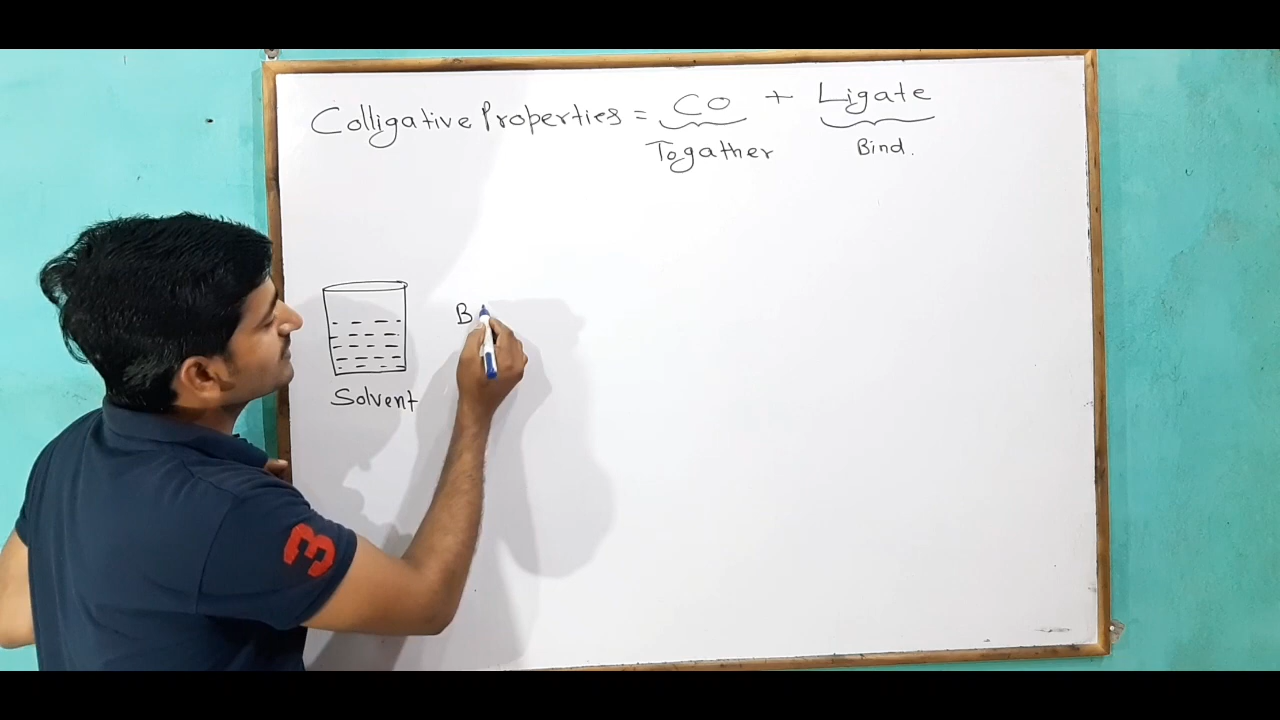 Colligative Properties = CO + Ligate
Togather Bind.
B
Solvent
3